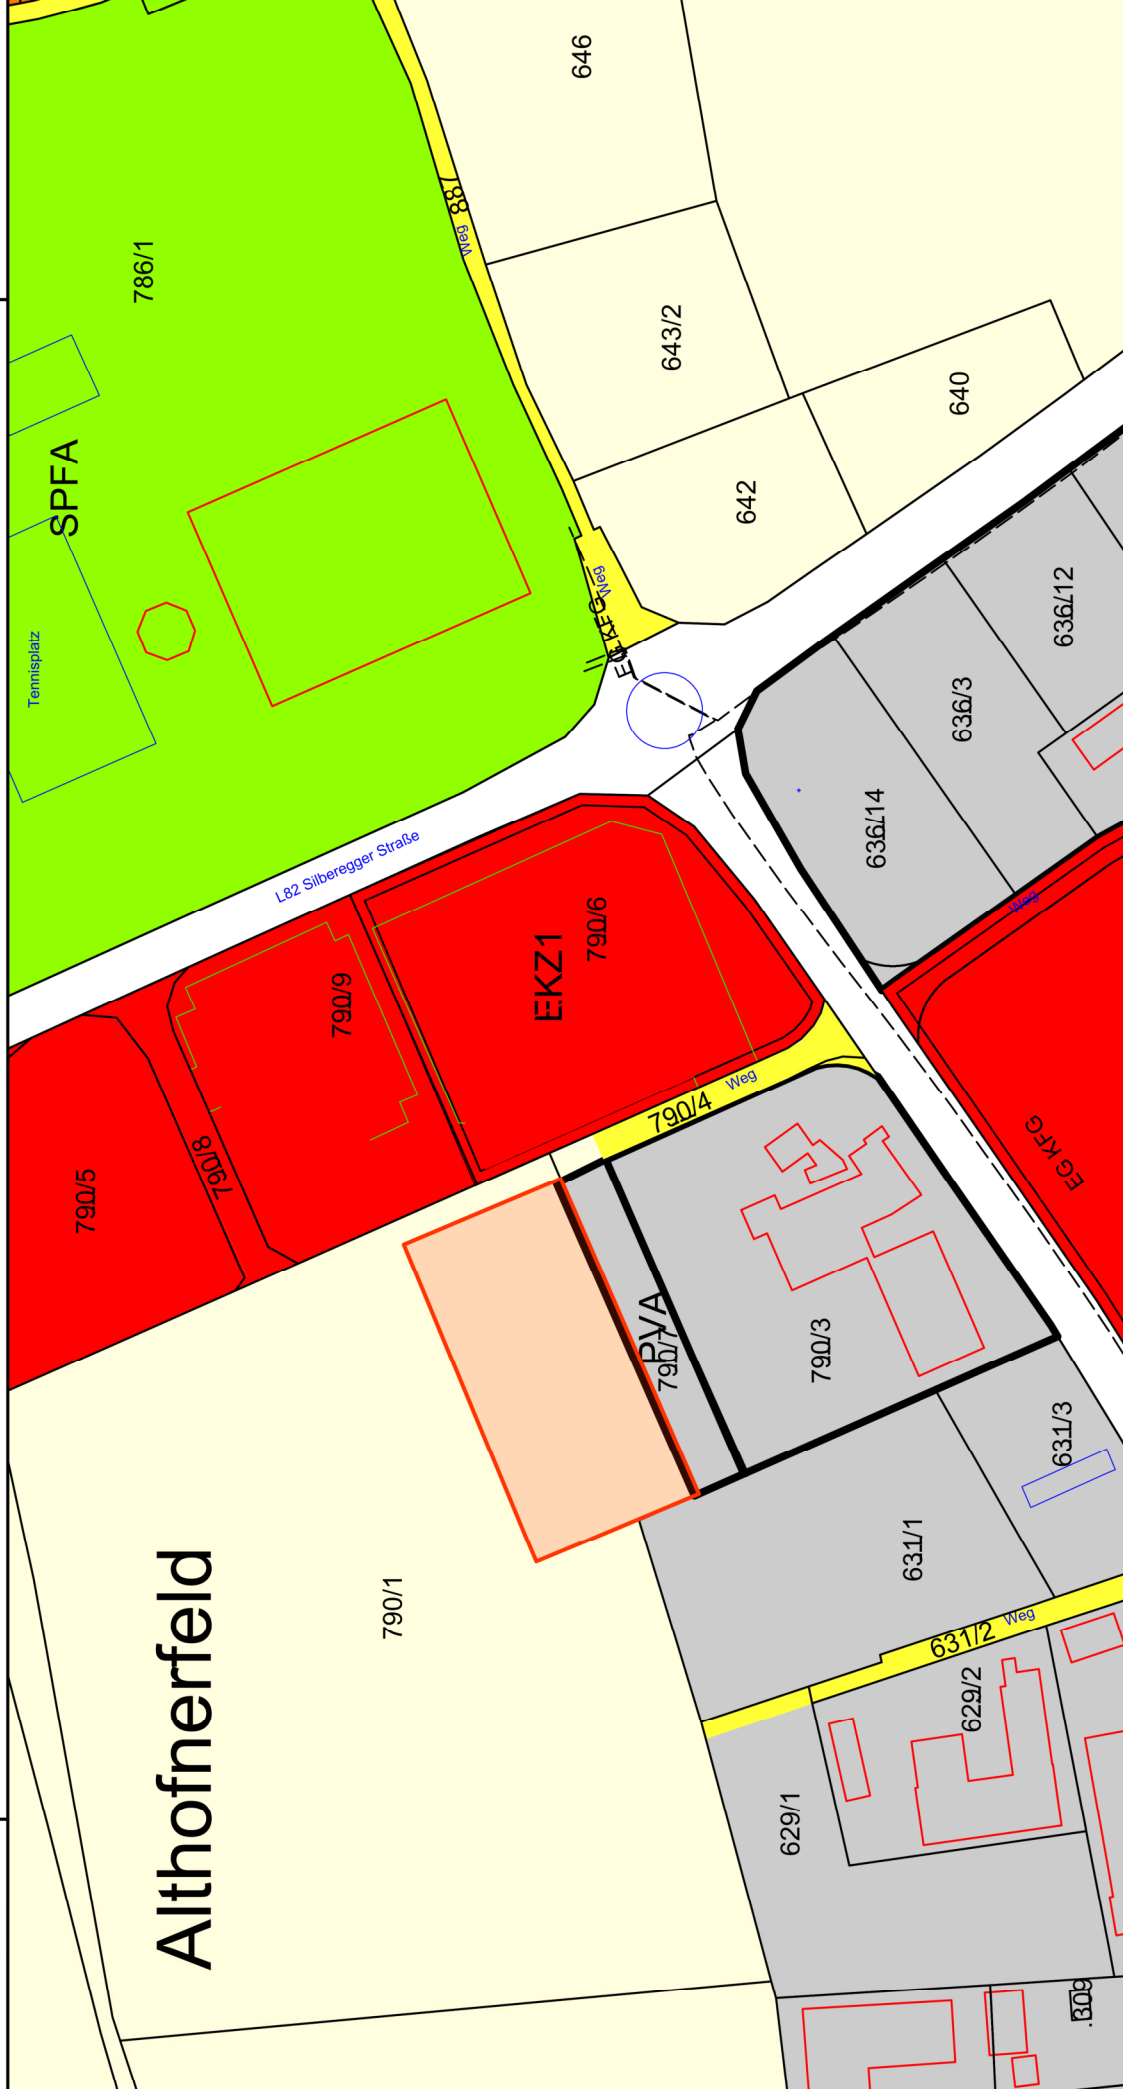 646
786/1
788
Weg
643/2
640
SPFA
642
Weg
636/12
EG KFG
Tennisplatz
636/3
636/14
L82 Silberegger Straße
Weg
790/6
EKZ1
790/9
Weg
790/4
EG KFG
790/8
790/5
PVA
790/7
790/3
631/3
631/1
790/1
Althofnerfeld
Weg
631/2
629/2
629/1
.309